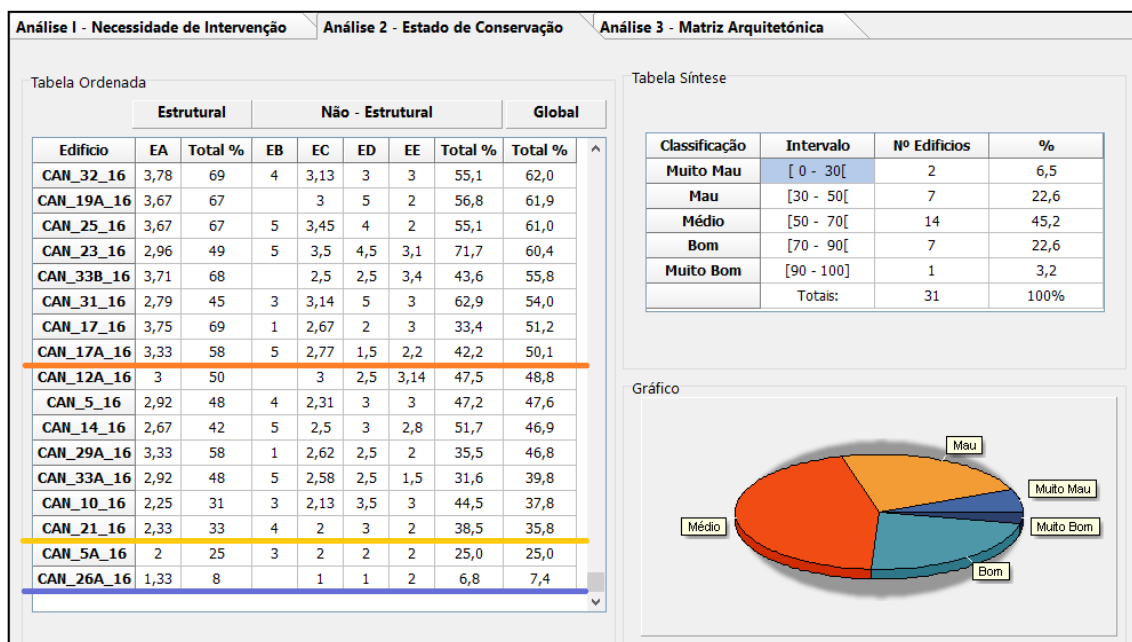 Análise I - Necessidade de Intervenção Análise 2 - Estado de Conservação Análise 3 - Matriz Arquitetónica
Tabela Ordenada
Estrutural Não - Estrutural Global
Edifício EA Total % EB EC ED EE Total % Total %
CAN_32_16 3,78 69 4 3,13 3 3 55,1 62,0
CAN_19A_16 3,67 67 3 5 2 56,8 61,9
CAN_25_16 3,67 67 5 3,45 4 2 55,1 61,0
CAN_23_16 2,96 49 5 3,5 4,5 3,1 71,7 60,4
CAN_33B_16 3,71 68 2,5 2,5 3,4 43,6 55,8
CAN_31_16 2,79 45 3 3,14 5 3 62,9 54,0
CAN_17_16 3,75 69 1 2,67 2 3 33,4 51,2
CAN_17A_16 3,33 58 5 2,77 1,5 2,2 42,2 50,1
CAN_12A_16 3 50 3 2,5 3,14 47,5 48,8
CAN_5_16 2,92 48 4 2,31 3 3 47,2 47,6
CAN_14_16 2,67 42 5 2,5 3 2,8 51,7 46,9
CAN_29A_16 3,33 58 1 2,62 2,5 2 35,5 46,8
CAN_33A_16 2,92 48 5 2,58 2,5 1,5 31,6 39,8
CAN_10_16 2,25 31 3 2,13 3,5 3 44,5 37,8
CAN_21_16 2,33 33 4 2 3 2 38,5 35,8
CAN_5A_16 2 25 3 2 2 2 25,0 25,0
CAN_26A_16 1,33 8 1 1 2 6,8 7,4
Tabela Síntese
Classificação Intervalo Nº Edificios %
Muito Mau [ 0 - 30[ 2 6,5
Mau [30 - 50[ 7 22,6
Médio [50 - 70[ 14 45,2
Bom [70 - 90[ 7 22,6
Muito Bom [90 - 100] 1 3,2
Totais: 31 100%
Gráfico
Mau
Muito Mau
Médio
Muito Bom
Bom